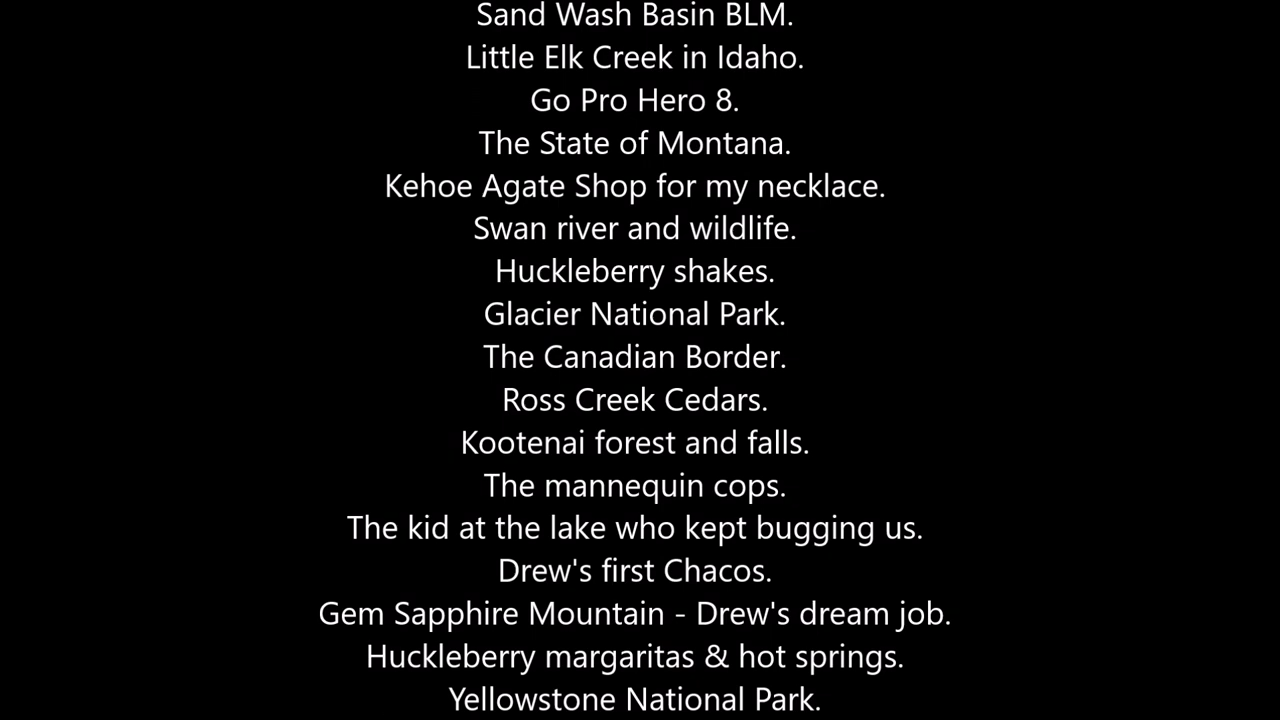 Sand Wash Basin BLM.
Little Elk Creek in Idaho.
Go Pro Hero 8.
The State of Montana.
Kehoe Agate Shop for my necklace.
Swan river and wildlife.
Huckleberry shakes.
Glacier National Park.
The Canadian Border.
Ross Creek Cedars.
Kootenai forest and falls.
The mannequin cops.
The kid at the lake who kept bugging us.
Drew's first Chacos.
Gem Sapphire Mountain - Drew's dream job.
Huckleberry margaritas & hot springs.
Yellowstone National Park.